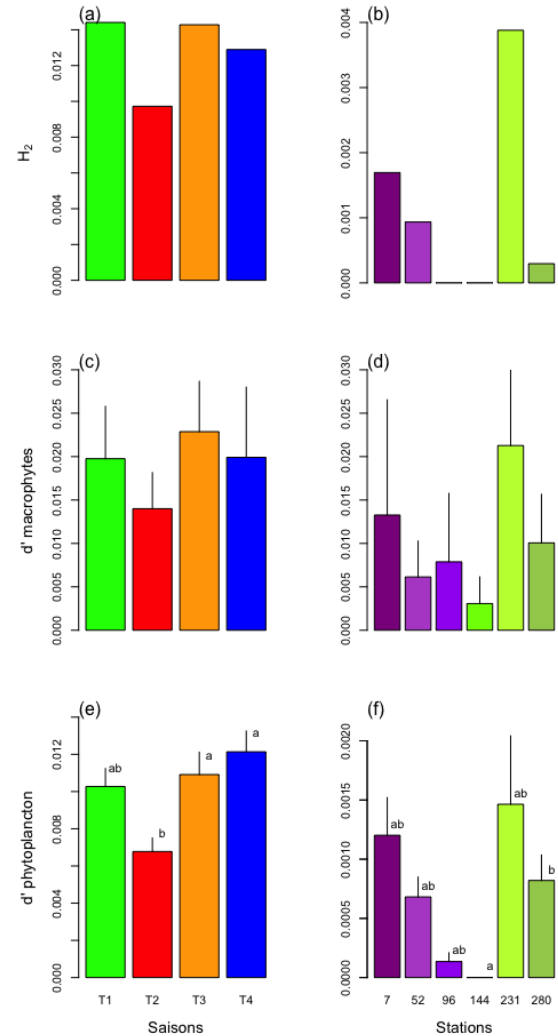 (a)
H2
0.000
0.004
0.008
0.012
(b)
0.000
0.001
0.002
0.003
0.004
(c)
d' macrophytes
0.000
0.005
0.010
0.015
0.020
0.025
0.030
(d)
0.000
0.005
0.010
0.015
0.020
0.025
0.030
(e)
d' phytoplancton
0.000
0.004
0.008
0.012
ab
b
a
a
T1 T2 T3 T4
Saisons
(f)
0.0000
0.0005
0.0010
0.0015
0.0020
ab
ab
ab
a
ab
b
7 52 96 144 231 280
Stations